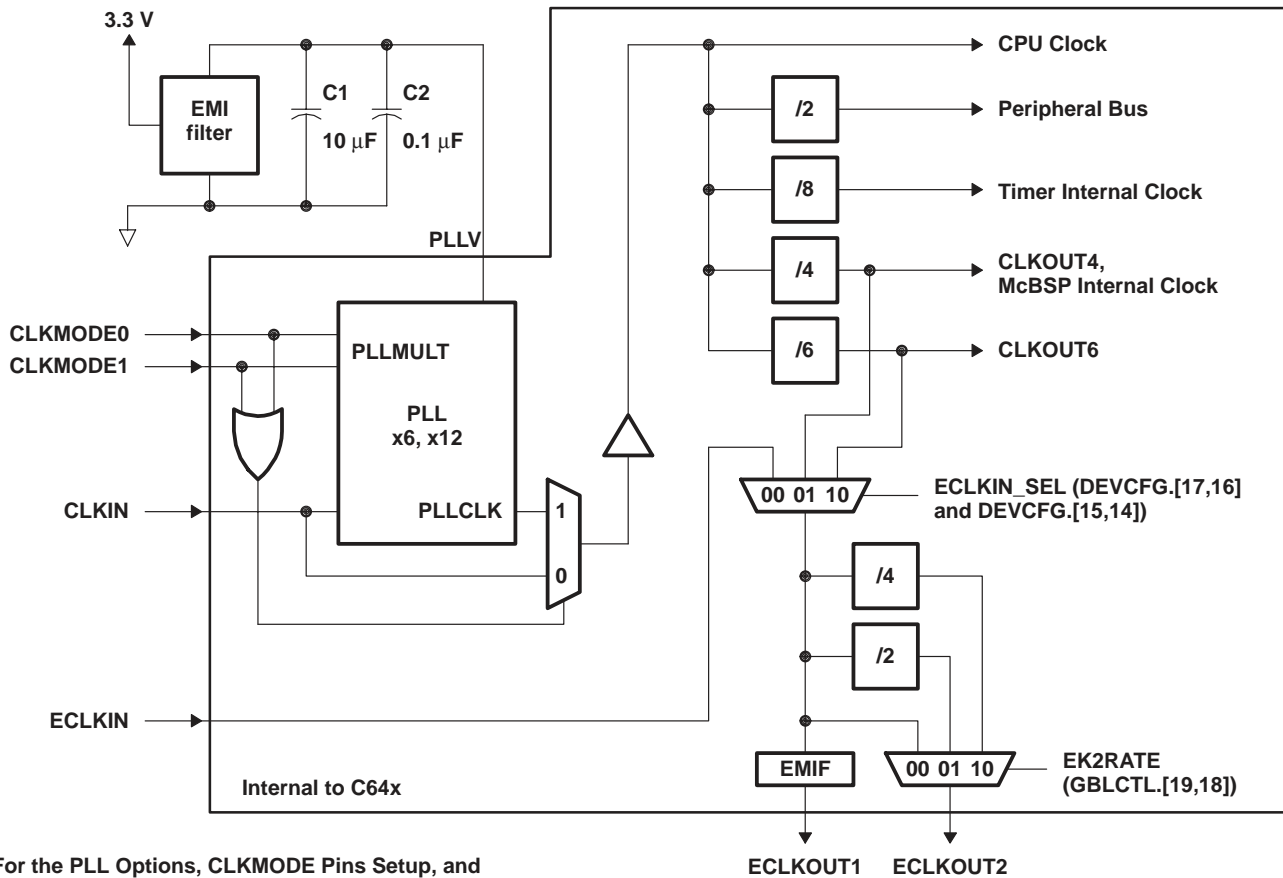 3.3 V
EMI
filter
C1
10 μF
C2
0.1 μF
CPU Clock
/2
Peripheral Bus
/8
Timer Internal Clock
/4
CLKOUT4,
McBSP Internal Clock
/6
CLKOUT6
PLLV
CLKMODE0
CLKMODE1
PLLMULT
PLL
x6, x12
CLKIN
PLLCLK
1
0
00 01 10
ECLKIN_SEL (DEVCFG.[17,16]
and DEVCFG.[15,14])
/4
/2
ECLKIN
EMIF
00 01 10
EK2RATE
(GBLCTL.[19,18])
Internal to C64x
ECLKOUT1
ECLKOUT2
For the PLL Options, CLKMODE Pins Setup, and